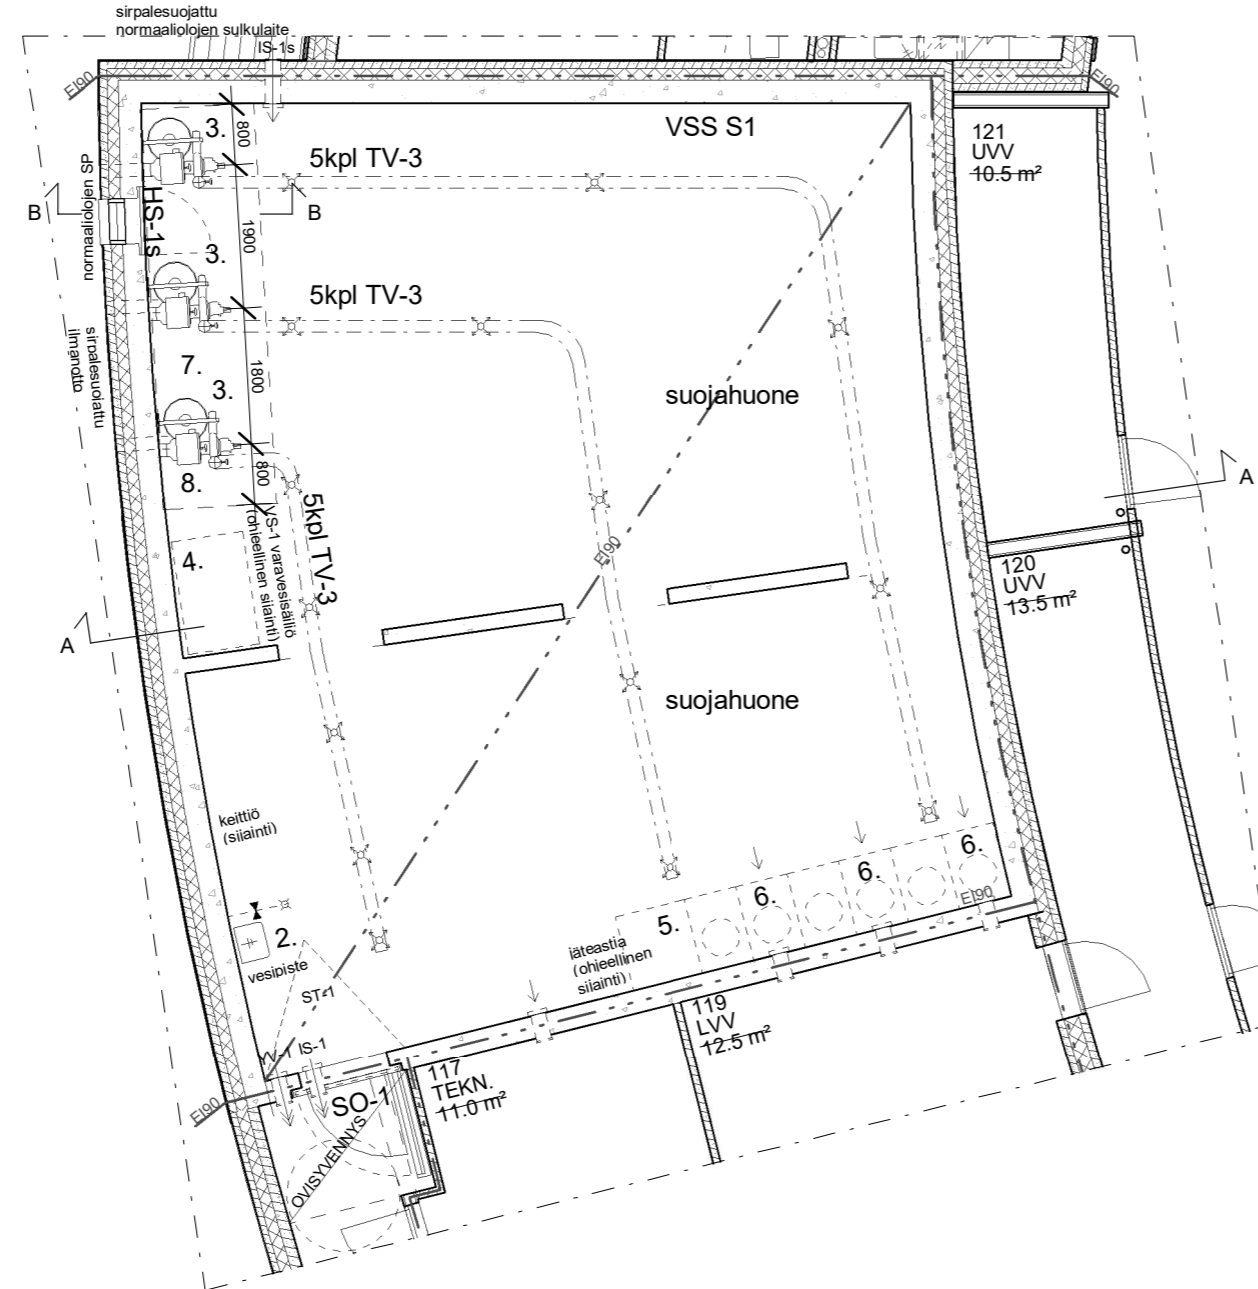 sirpalesuojattu
normaaliolojen sulkulaite
IS-1s
EI90
EI90
3.
800
VSS S1
121
UVV
10.5 m²
5kpl TV-3
normaaliolojen SP
B
HS-1s
B
1900
3.
5kpl TV-3
sirpalesuojattu
ilmanotto
7.
3.
1800
suojahuone
8.
800
A
5kpl TV-3
VS-1 varavesisäiliö
(ohjeellinen sijainti)
4.
EI90
120
UVV
13.5 m²
A
suojahuone
keittiö
(sijainti)
6.
6.
6.
EI90
5.
2.
jäteastia
(ohjeellinen
sijainti)
vesipiste
ST-1
119
LVV
12.5 m²
YV-1 IS-1
117
TEKN.
11.0 m²
EI90
SO-1
OVISYVENNYS